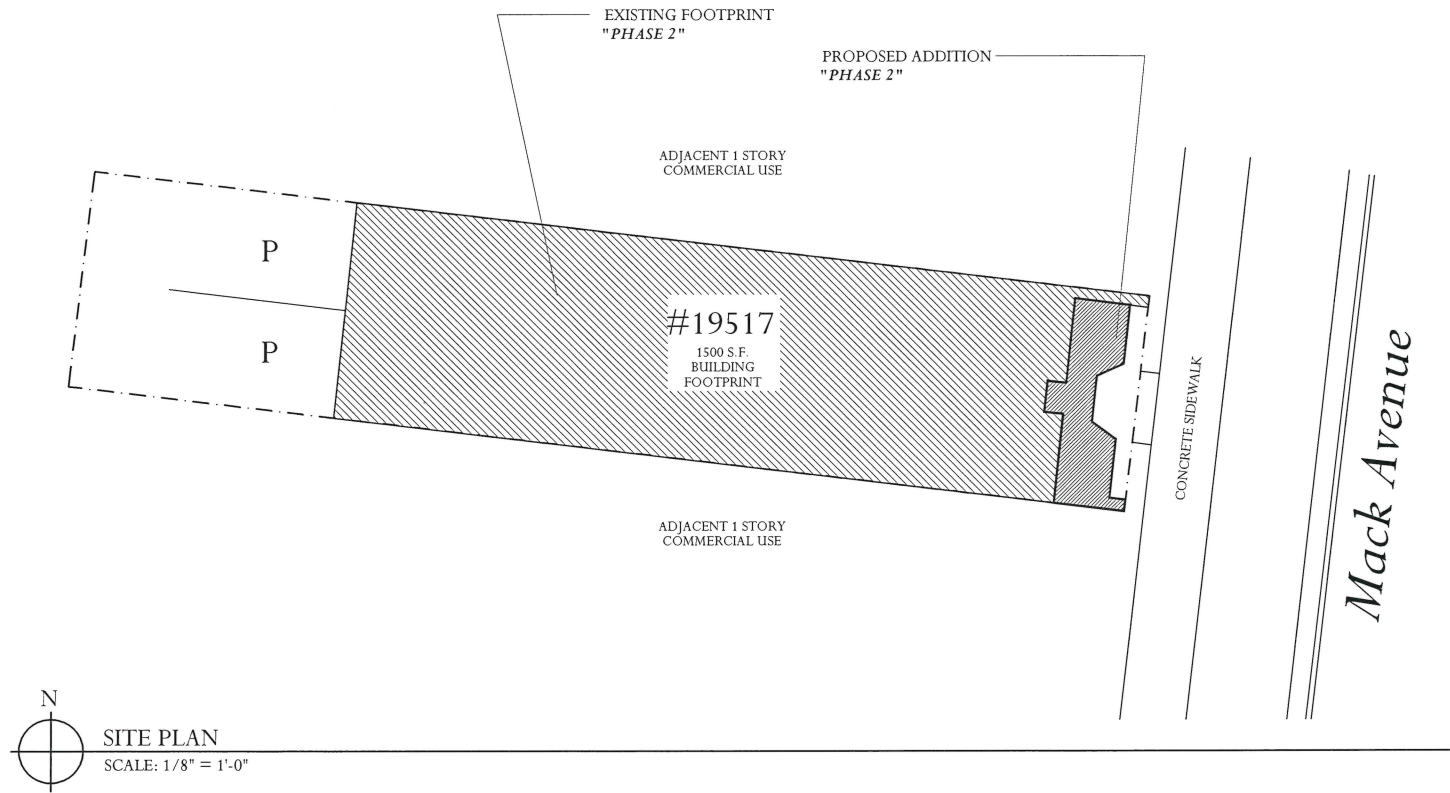 EXISTING FOOTPRINT
"PHASE 2"
PROPOSED ADDITION
"PHASE 2"
ADJACENT 1 STORY
COMMERCIAL USE
P
P
#19517
1500 S.F.
BUILDING
FOOTPRINT
CONCRETE SIDEWALK
Mack Avenue
ADJACENT 1 STORY
COMMERCIAL USE
N
SITE PLAN
SCALE: 1/8" = 1'-0"